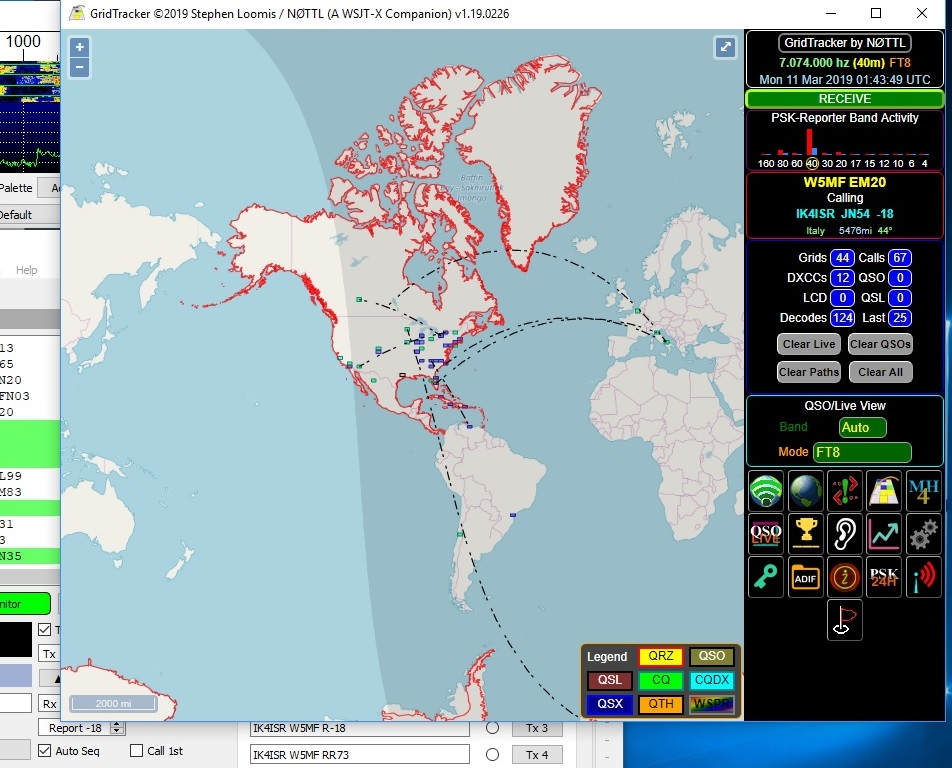 GridTracker ©2019 Stephen Loomis / NØTTL (A WSJT-X Companion) v1.19.0226
1000
Palette
Default
Help
13
65
N20
FN03
20
L99
M83
31
3
N35
nitor
Tx
Rx
Report -18
Auto Seq
Call 1st
IK4ISR W5MF R-18
Tx 3
IK4ISR W5MF RR73
Tx 4
+
−
Baffin
2000 mi
Legend
QRZ
QSO
QSL
CQ
CQDX
QSX
QTH
WSPR
GridTracker by NØTTL
7.074.000 hz (40m) FT8
Mon 11 Mar 2019 01:43:49 UTC
RECEIVE
PSK-Reporter Band Activity
160 80 60 40 30 20 17 15 12 10 6 4
W5MF EM20
Calling
IK4ISR JN54 -18
Italy 5476mi 44°
Grids 44 Calls 67
DXCCs 12 QSO 0
LCD 0 QSL 0
Decodes 124 Last 25
Clear Live Clear QSOs
Clear Paths Clear All
QSO/Live View
Band Auto
Mode FT8
MH
4
QSO
LIVE
ADIF
PSK
24H